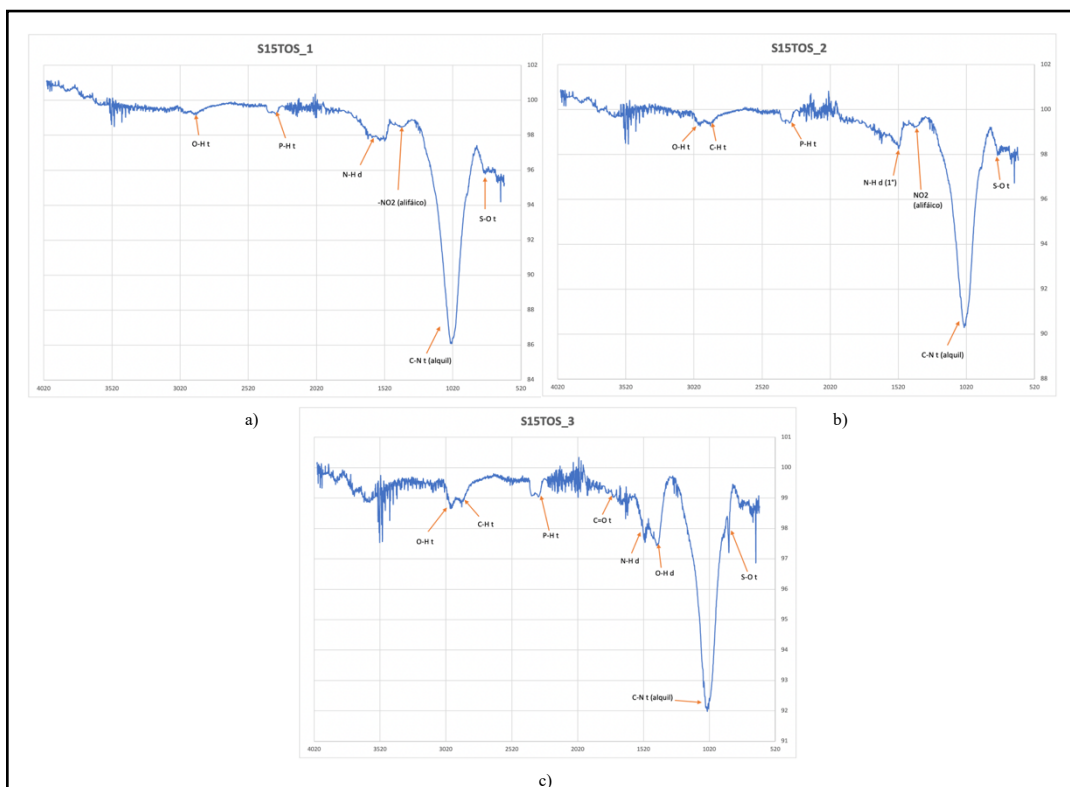 S15TOS_1
102
100
98
96
94
92
90
88
86
84
O-H t
P-H t
N-H d
-NO2 (alifáico)
S-O t
C-N t (alquil)
4020 3520 3020 2520 2020 1520 1020 520
a)
S15TOS_2
102
100
98
96
94
92
90
88
O-H t
C-H t
P-H t
N-H d (1°)
NO2
(alifáico)
S-O t
C-N t (alquil)
4020 3520 3020 2520 2020 1520 1020 520
b)
S15TOS_3
101
100
99
98
97
96
95
94
93
92
91
O-H t
C-H t
P-H t
C=O t
N-H d
O-H d
S-O t
C-N t (alquil)
4020 3520 3020 2520 2020 1520 1020 520
c)